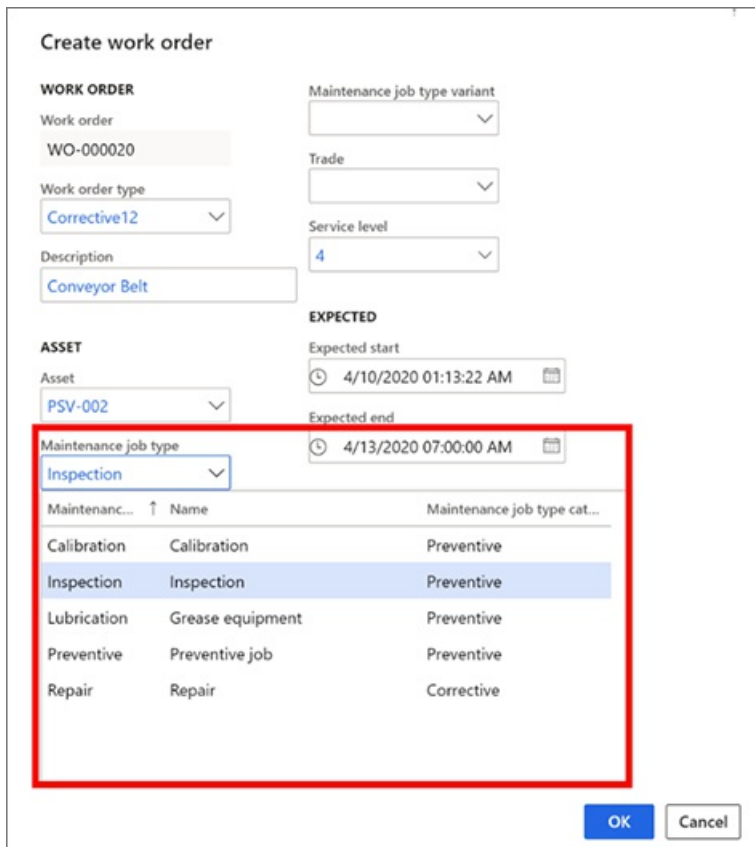 Create work order
WORK ORDER
Work order
WO-000020
Work order type
Corrective12
Description
Conveyor Belt
ASSET
Asset
PSV-002
Maintenance job type
Inspection
Maintenance job type variant
Trade
Service level
4
EXPECTED
Expected start
4/10/2020 01:13:22 AM
Expected end
4/13/2020 07:00:00 AM
Maintenanc... ↑ Name Maintenance job type cat...
Calibration Calibration Preventive
Inspection Inspection Preventive
Lubrication Grease equipment Preventive
Preventive Preventive job Preventive
Repair Repair Corrective
OK Cancel